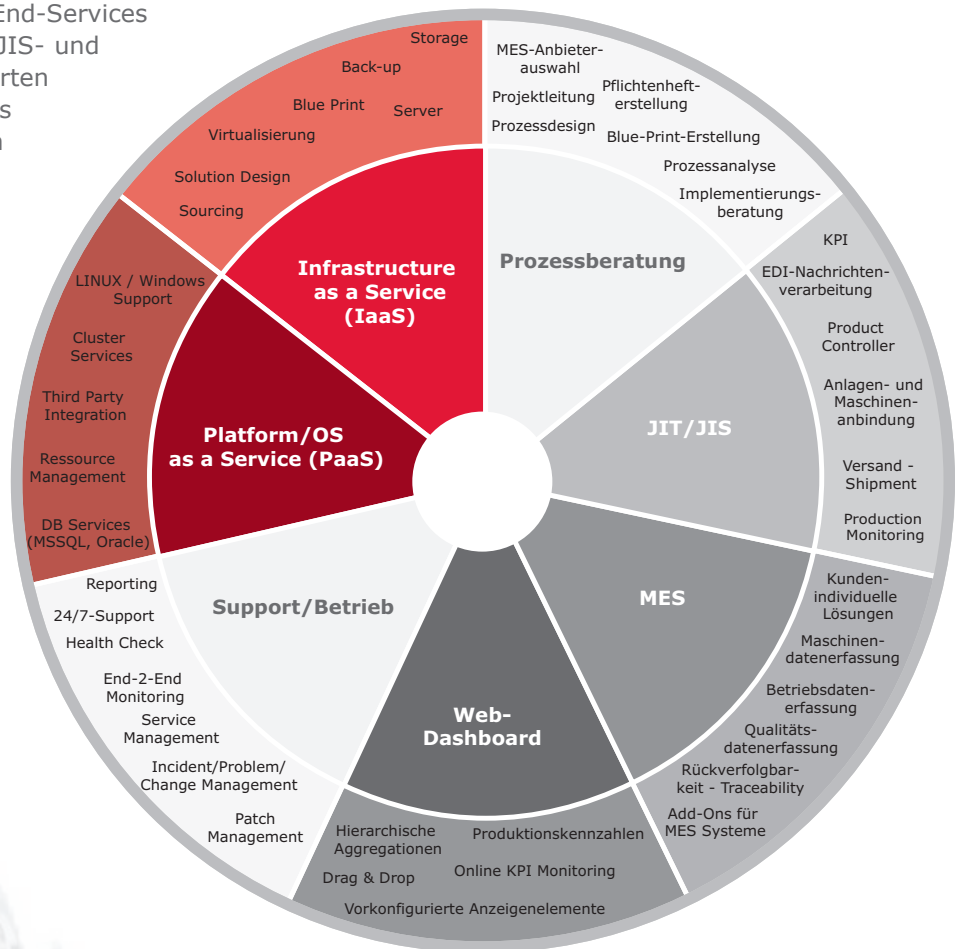 End-Services
JIS- und
rten
s
Storage
Back-up
Blue Print
Server
Virtualisierung
Solution Design
Sourcing
MES-Anbieter-
auswahl
Projektleitung
Pflichtenheft-
erstellung
Prozessdesign
Blue-Print-Erstellung
Prozessanalyse
Implementierungs-
beratung
Infrastructure
as a Service
(IaaS)
Prozessberatung
KPI
EDI-Nachrichten-
verarbeitung
Product
Controller
Anlagen- und
Maschinen-
anbindung
Versand -
Shipment
Production
Monitoring
JIT/JIS
LINUX / Windows
Support
Cluster
Services
Third Party
Integration
Ressource
Management
DB Services
(MSSQL, Oracle)
Platform/OS
as a Service (PaaS)
MES
Kunden-
individuelle
Lösungen
Maschinen-
datenerfassung
Betriebsdaten-
erfassung
Qualitäts-
datenerfassung
Rückverfolgbar-
keit - Traceability
Add-Ons für
MES Systeme
Support/Betrieb
Reporting
24/7-Support
Health Check
End-2-End
Monitoring
Service
Management
Incident/Problem/
Change Management
Patch
Management
Web-
Dashboard
Hierarchische
Aggregationen
Produktionskennzahlen
Drag & Drop
Online KPI Monitoring
Vorkonfigurierte Anzeigenelemente